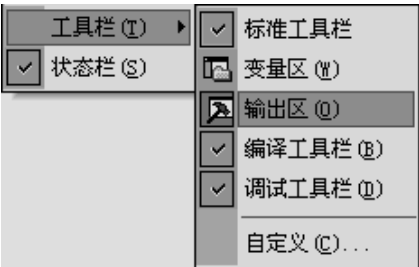 工具栏(T)
状态栏(S)
标准工具栏
变量区(W)
输出区(O)
编译工具栏(B)
调试工具栏(D)
自定义(C)...